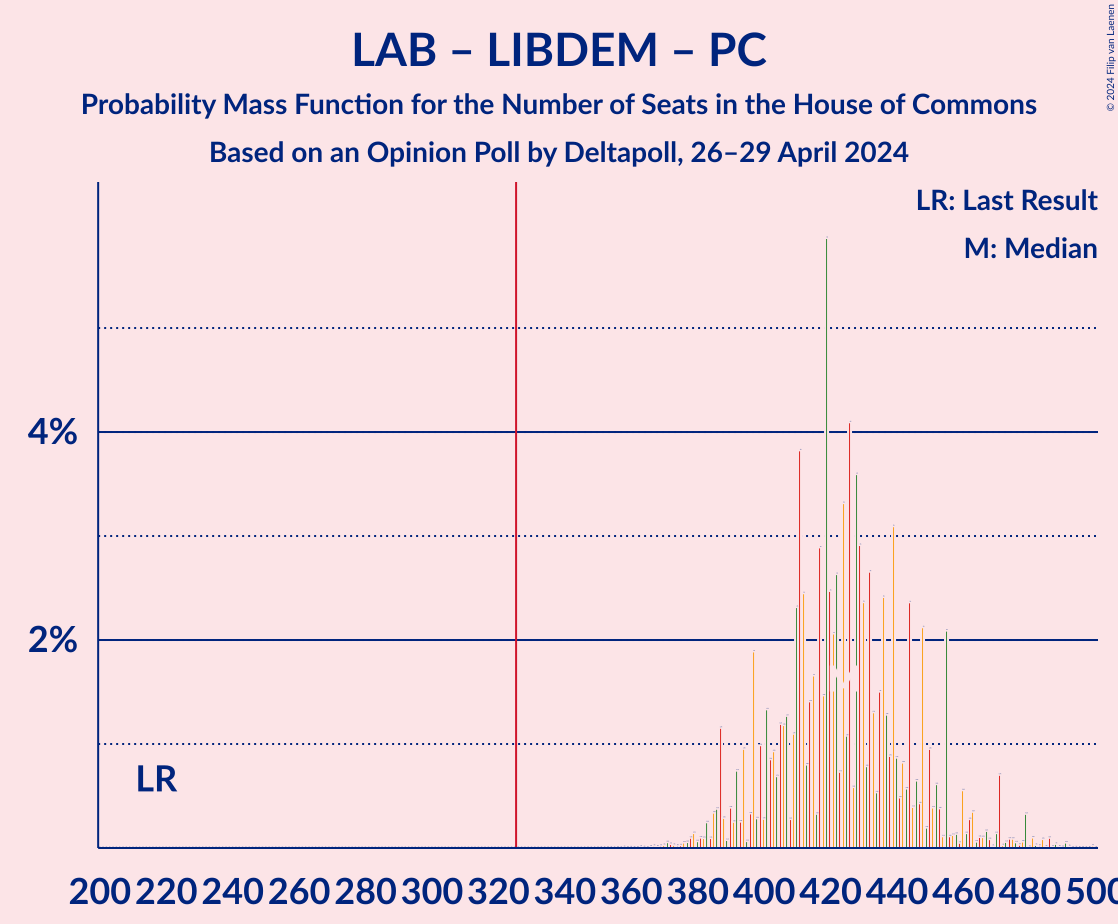 LAB – LIBDEM – PC
Probability Mass Function for the Number of Seats in the House of Commons
Based on an Opinion Poll by Deltapoll, 26–29 April 2024
© 2024 Filip van Laenen
LR: Last Result
M: Median
4%
2%
LR
200 220 240 260 280 300 320 340 360 380 400 420 440 460 480 500